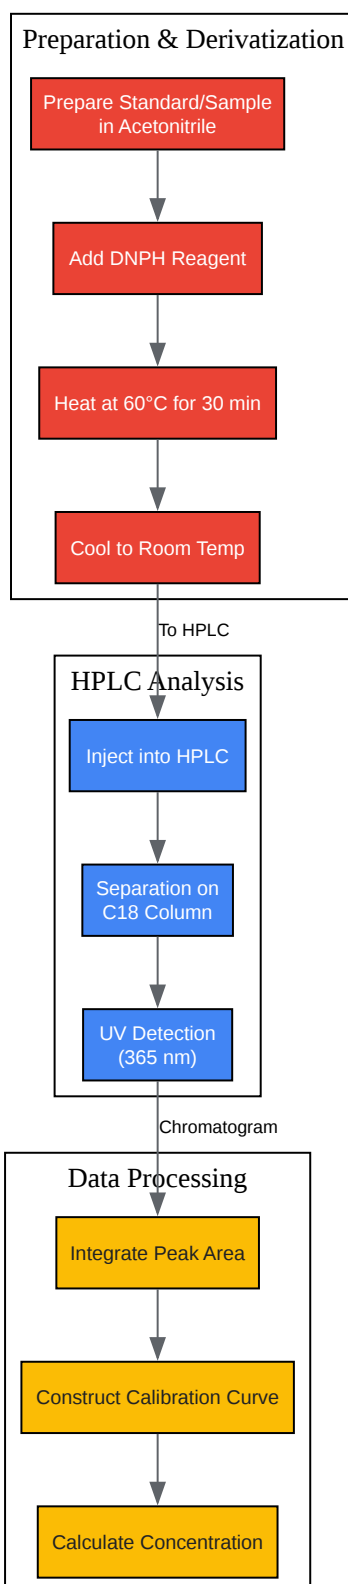 Preparation & Derivatization
Prepare Standard/Sample
in Acetonitrile
Add DNPH Reagent
Heat at 60°C for 30 min
Cool to Room Temp
To HPLC
HPLC Analysis
Inject into HPLC
Separation on
C18 Column
UV Detection
(365 nm)
Chromatogram
Data Processing
Integrate Peak Area
Construct Calibration Curve
Calculate Concentration